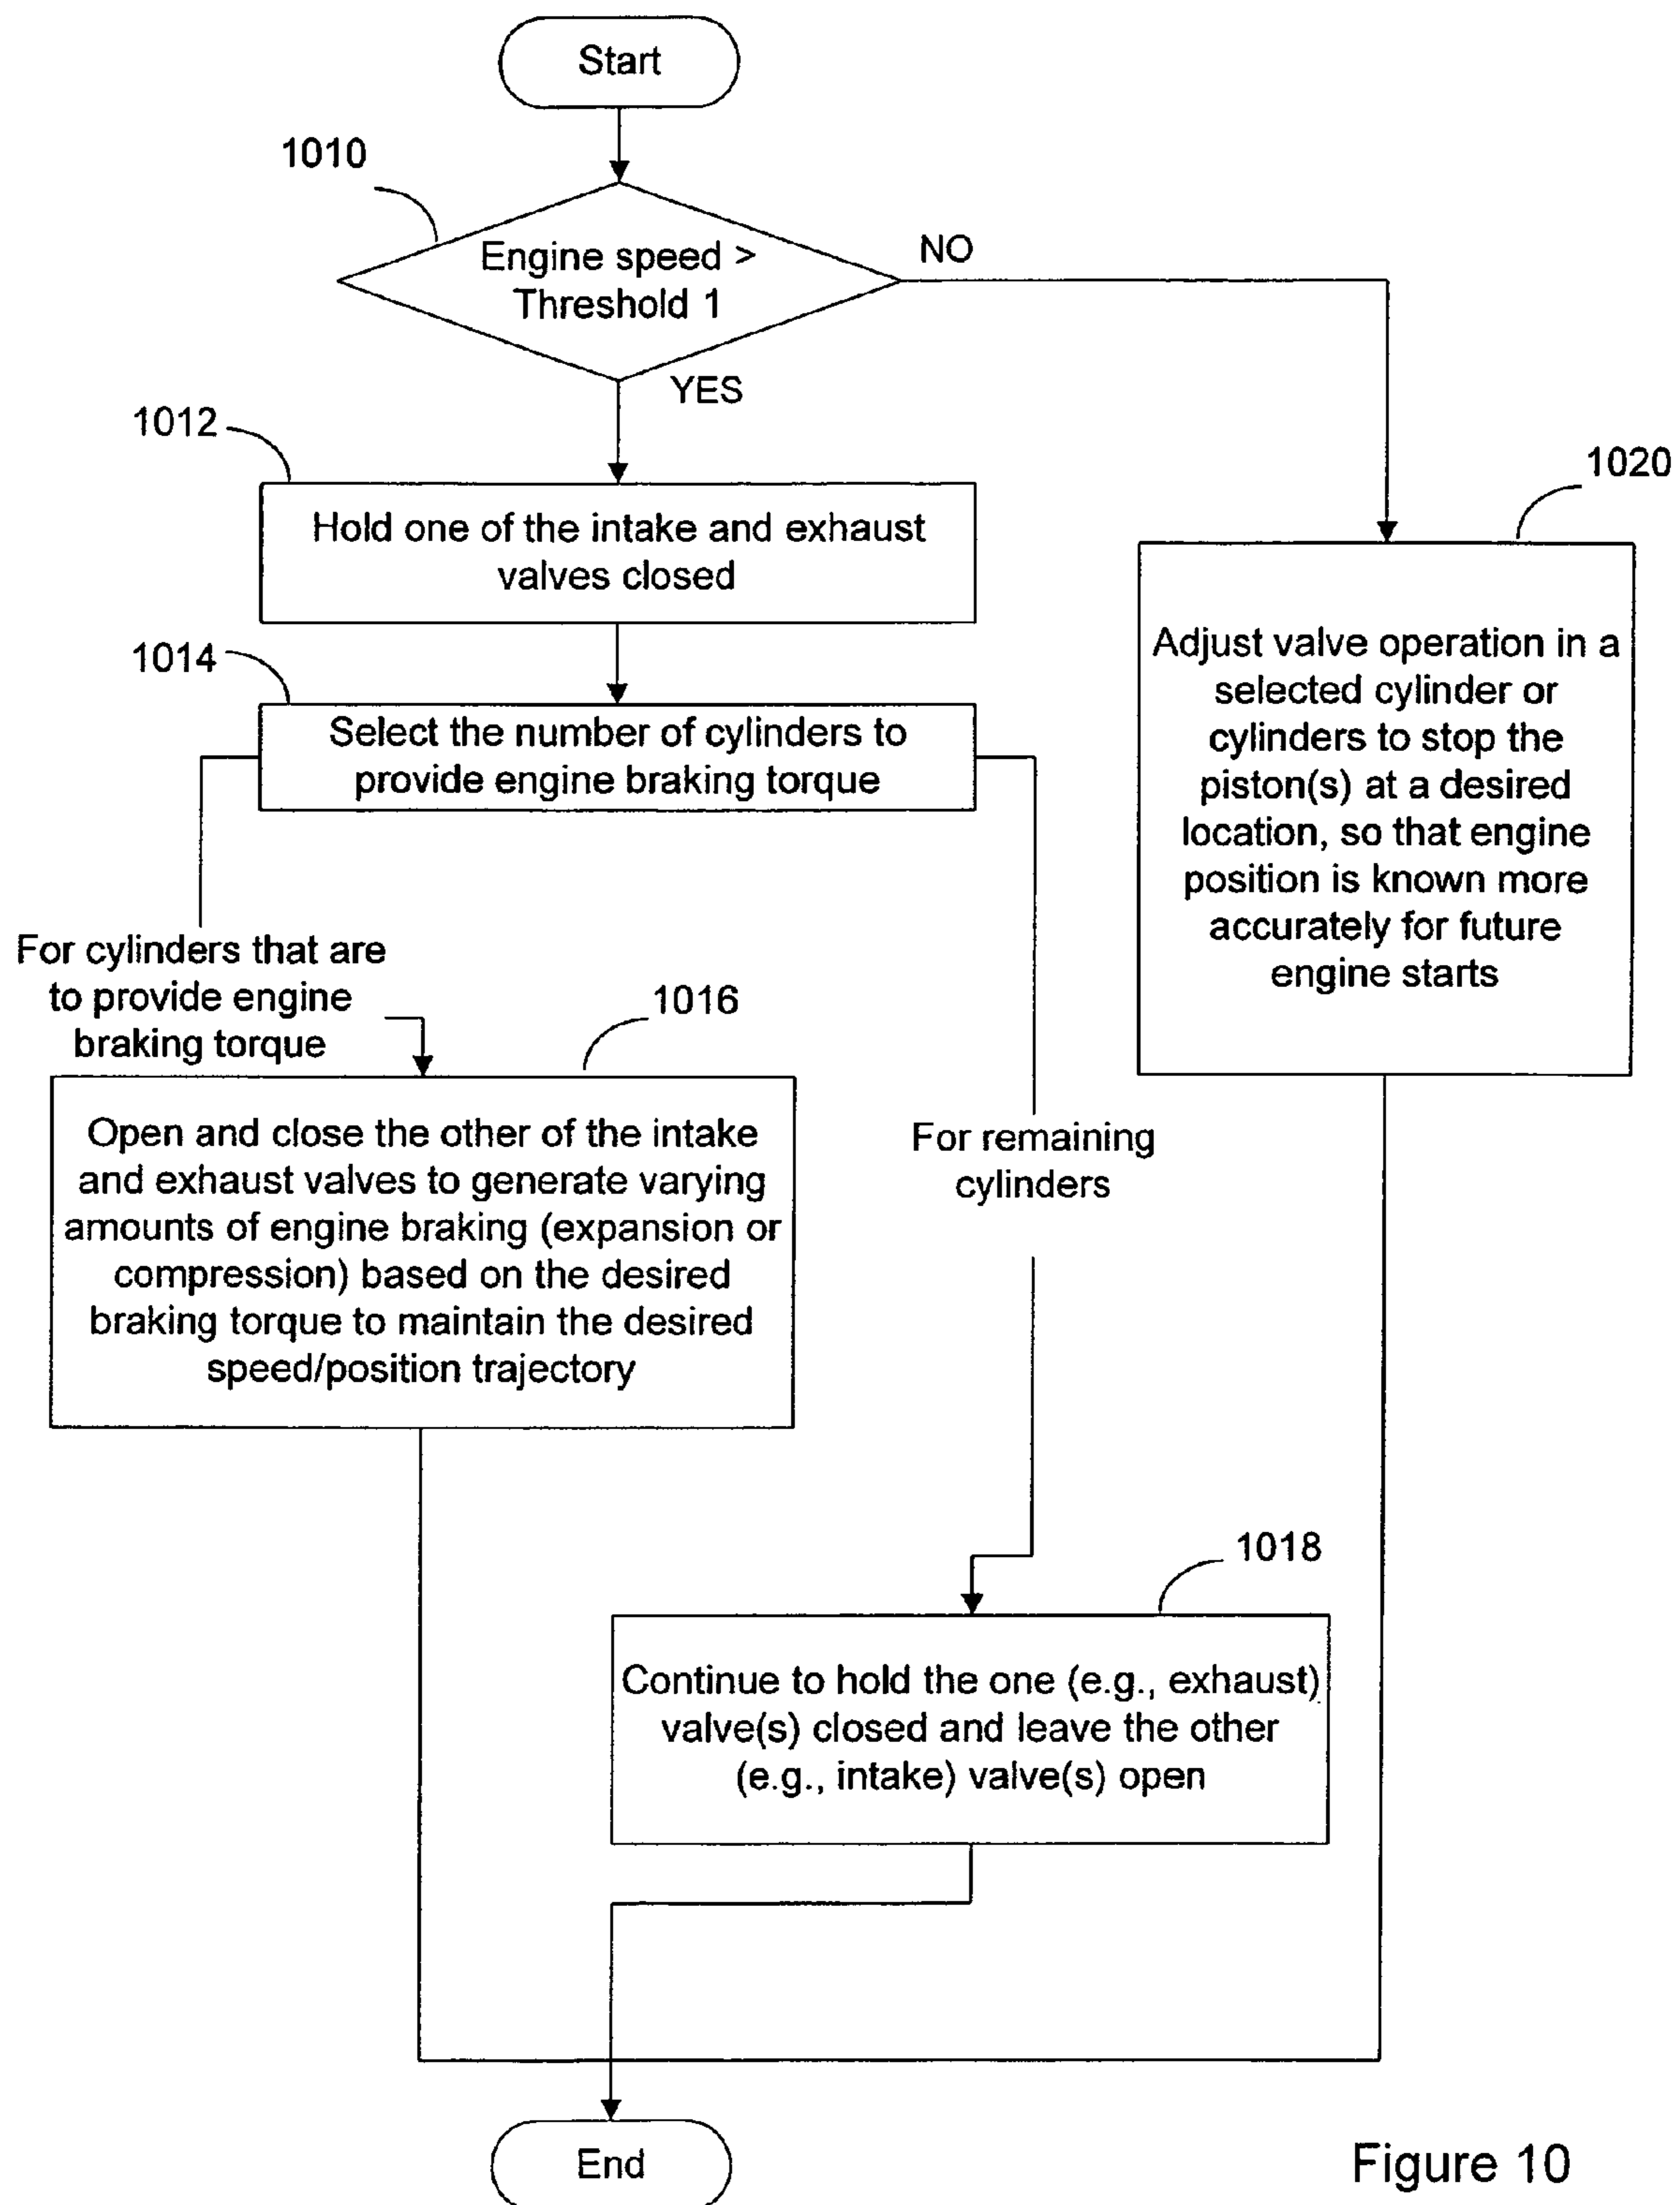 Start
1010
Engine speed >
Threshold 1
NO
YES
1012
Hold one of the intake and exhaust
valves closed
1014
Select the number of cylinders to
provide engine braking torque
1020
Adjust valve operation in a
selected cylinder or
cylinders to stop the
piston(s) at a desired
location, so that engine
position is known more
accurately for future
engine starts
For cylinders that are
to provide engine
braking torque
1016
Open and close the other of the intake
and exhaust valves to generate varying
amounts of engine braking (expansion or
compression) based on the desired
braking torque to maintain the desired
speed/position trajectory
For remaining
cylinders
1018
Continue to hold the one (e.g., exhaust)
valve(s) closed and leave the other
(e.g., intake) valve(s) open
End
Figure 10